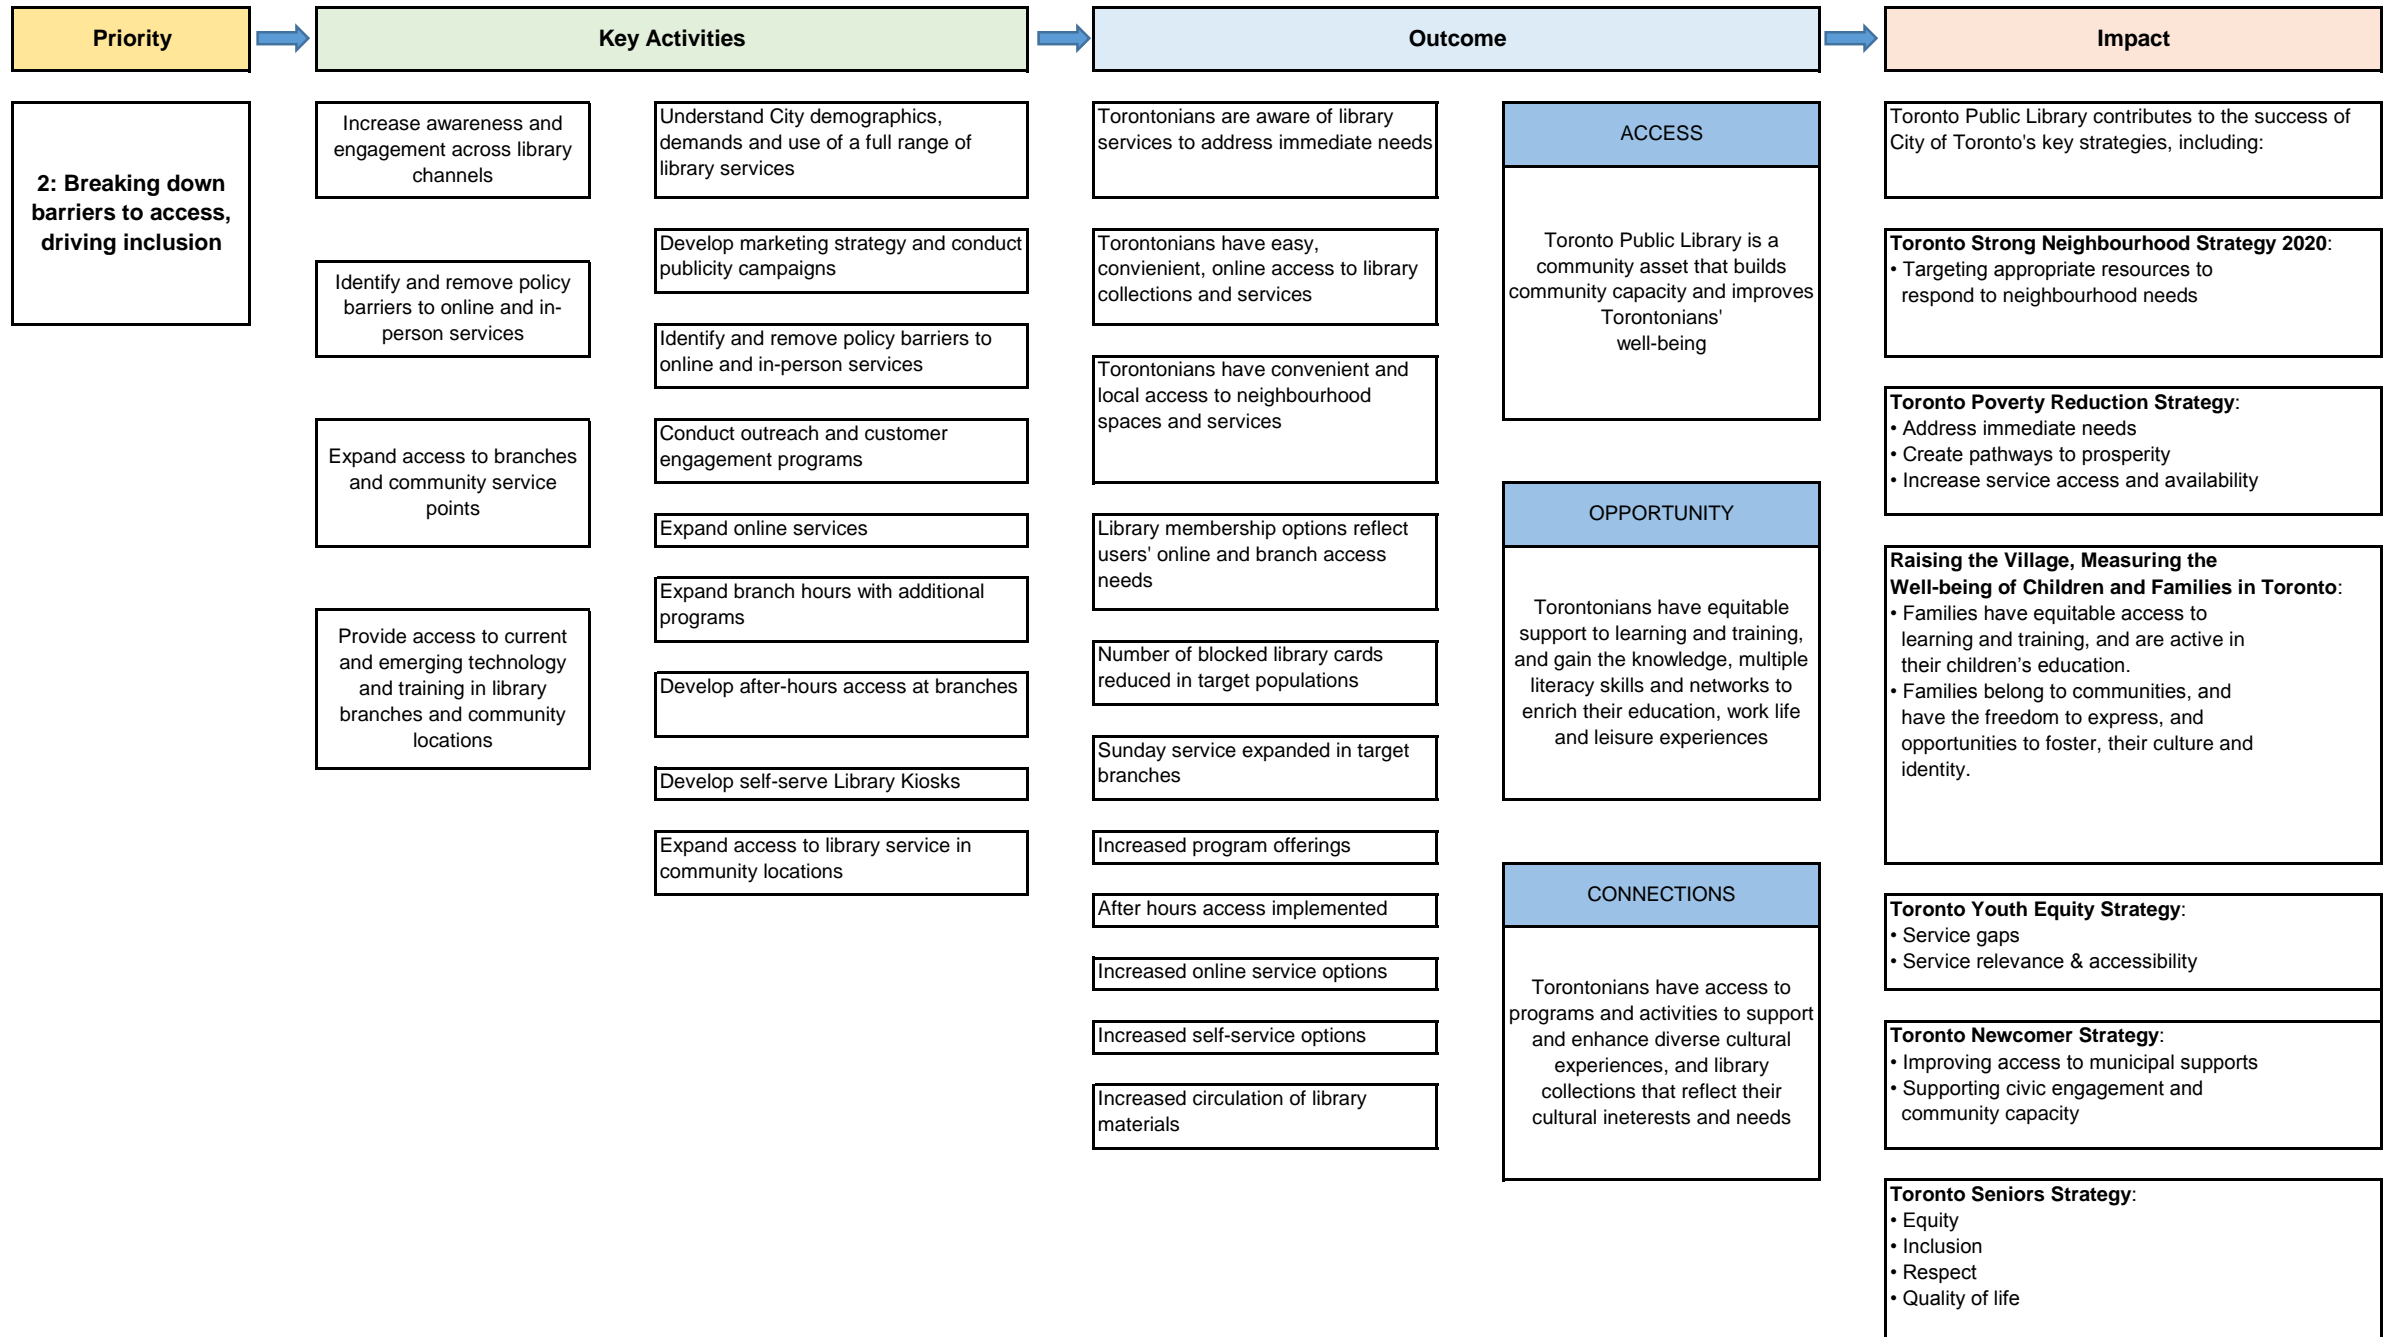 Priority
Key Activities
Outcome
Impact
2: Breaking down
barriers to access,
driving inclusion
Increase awareness and
engagement across library
channels
Identify and remove policy
barriers to online and in-
person services
Expand access to branches
and community service
points
Provide access to current
and emerging technology
and training in library
branches and community
locations
Understand City demographics,
demands and use of a full range of
library services
Develop marketing strategy and conduct
publicity campaigns
Identify and remove policy barriers to
online and in-person services
Conduct outreach and customer
engagement programs
Expand online services
Expand branch hours with additional
programs
Develop after-hours access at branches
Develop self-serve Library Kiosks
Expand access to library service in
community locations
Torontonians are aware of library
services to address immediate needs
Torontonians have easy,
convienient, online access to library
collections and services
Torontonians have convenient and
local access to neighbourhood
spaces and services
Library membership options reflect
users' online and branch access
needs
Number of blocked library cards
reduced in target populations
Sunday service expanded in target
branches
Increased program offerings
After hours access implemented
Increased online service options
Increased self-service options
Increased circulation of library
materials
ACCESS
Toronto Public Library is a
community asset that builds
community capacity and improves
Torontonians'
well-being
OPPORTUNITY
Torontonians have equitable
support to learning and training,
and gain the knowledge, multiple
literacy skills and networks to
enrich their education, work life
and leisure experiences
CONNECTIONS
Torontonians have access to
programs and activities to support
and enhance diverse cultural
experiences, and library
collections that reflect their
cultural ineterests and needs
Toronto Public Library contributes to the success of
City of Toronto's key strategies, including:
Toronto Strong Neighbourhood Strategy 2020:
• Targeting appropriate resources to
respond to neighbourhood needs
Toronto Poverty Reduction Strategy:
• Address immediate needs
• Create pathways to prosperity
• Increase service access and availability
Raising the Village, Measuring the
Well-being of Children and Families in Toronto:
• Families have equitable access to
learning and training, and are active in
their children’s education.
• Families belong to communities, and
have the freedom to express, and
opportunities to foster, their culture and
identity.
Toronto Youth Equity Strategy:
• Service gaps
• Service relevance & accessibility
Toronto Newcomer Strategy:
• Improving access to municipal supports
• Supporting civic engagement and
community capacity
Toronto Seniors Strategy:
• Equity
• Inclusion
• Respect
• Quality of life